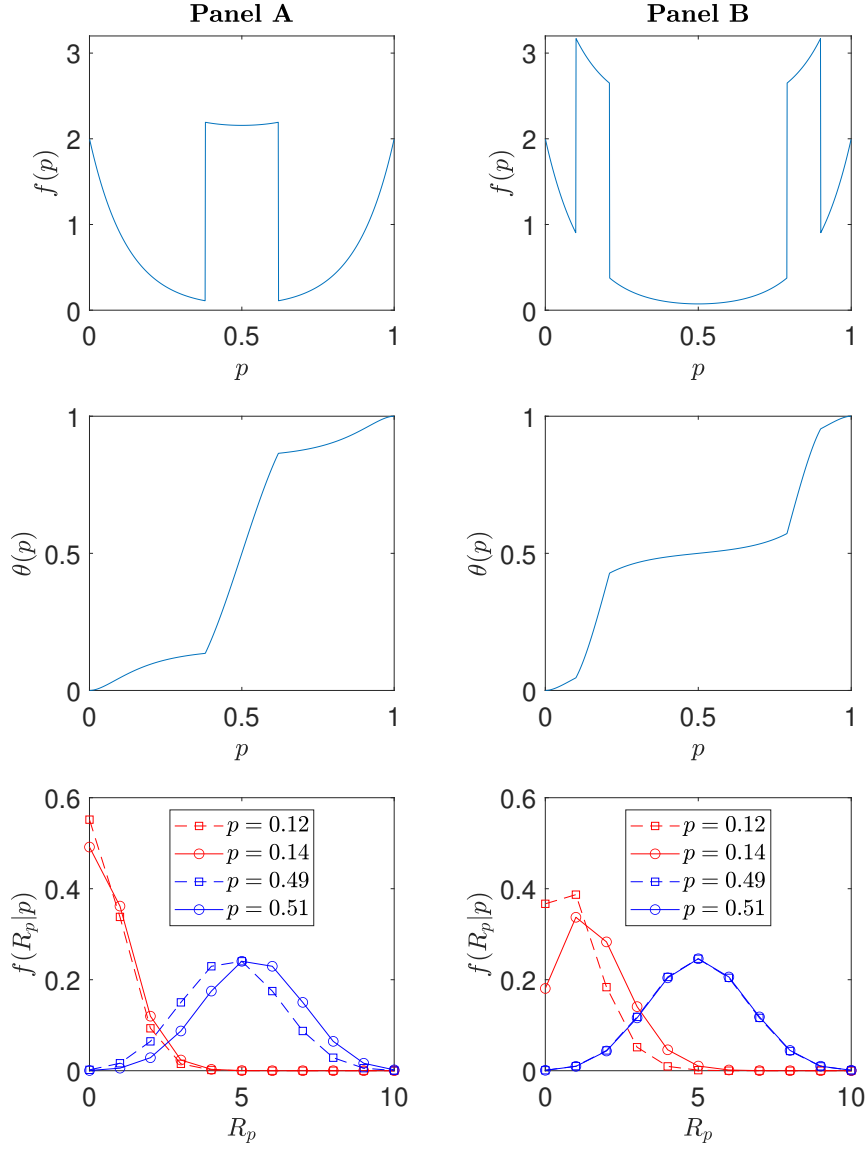 Panel A
3
2
1
0
f(p)
0
0.5
1
p
Panel B
3
2
1
0
f(p)
0
0.5
1
p
1
0.5
0
θ(p)
0
0.5
1
p
1
0.5
0
θ(p)
0
0.5
1
p
0.6
0.4
0.2
0
f(R_p|p)
p = 0.12
p = 0.14
p = 0.49
p = 0.51
0
5
10
R_p
0.6
0.4
0.2
0
f(R_p|p)
p = 0.12
p = 0.14
p = 0.49
p = 0.51
0
5
10
R_p